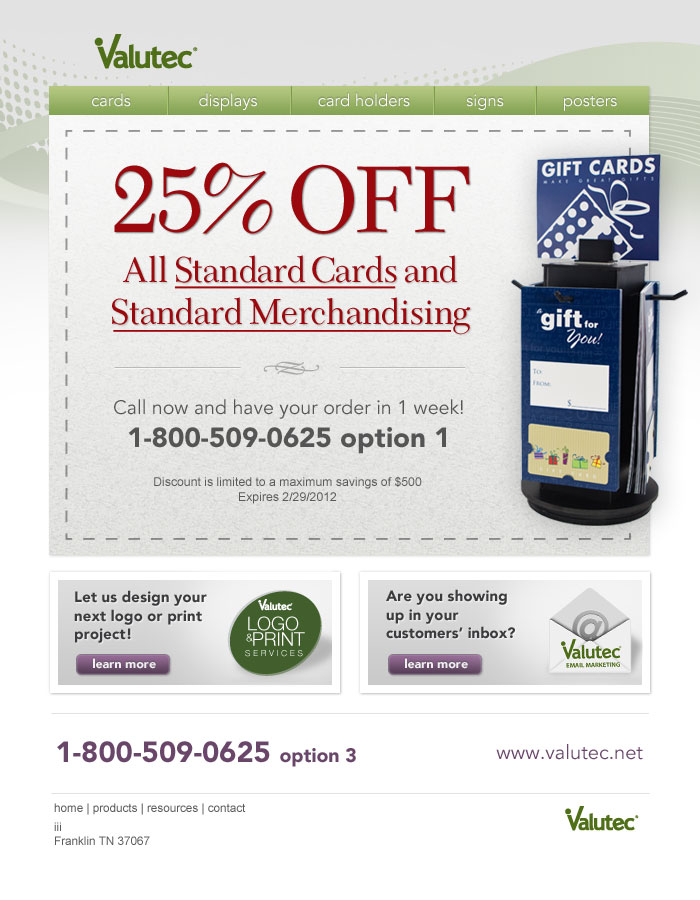 Valutec®
cards displays card holders signs posters
25% OFF
All Standard Cards and
Standard Merchandising
Call now and have your order in 1 week!
1-800-509-0625 option 1
Discount is limited to a maximum savings of $500
Expires 2/29/2012
GIFT CARDS
MAKE GREAT GIFTS
a gift for
You!
TO:
FROM:
$
GIFT CARD
Let us design your
next logo or print
project!
learn more
Valutec®
LOGO
&PRINT
SERVICES
Are you showing
up in your
customers' inbox?
learn more
@
Valutec®
EMAIL MARKETING
1-800-509-0625 option 3
www.valutec.net
home | products | resources | contact
iii
Franklin TN 37067
Valutec®